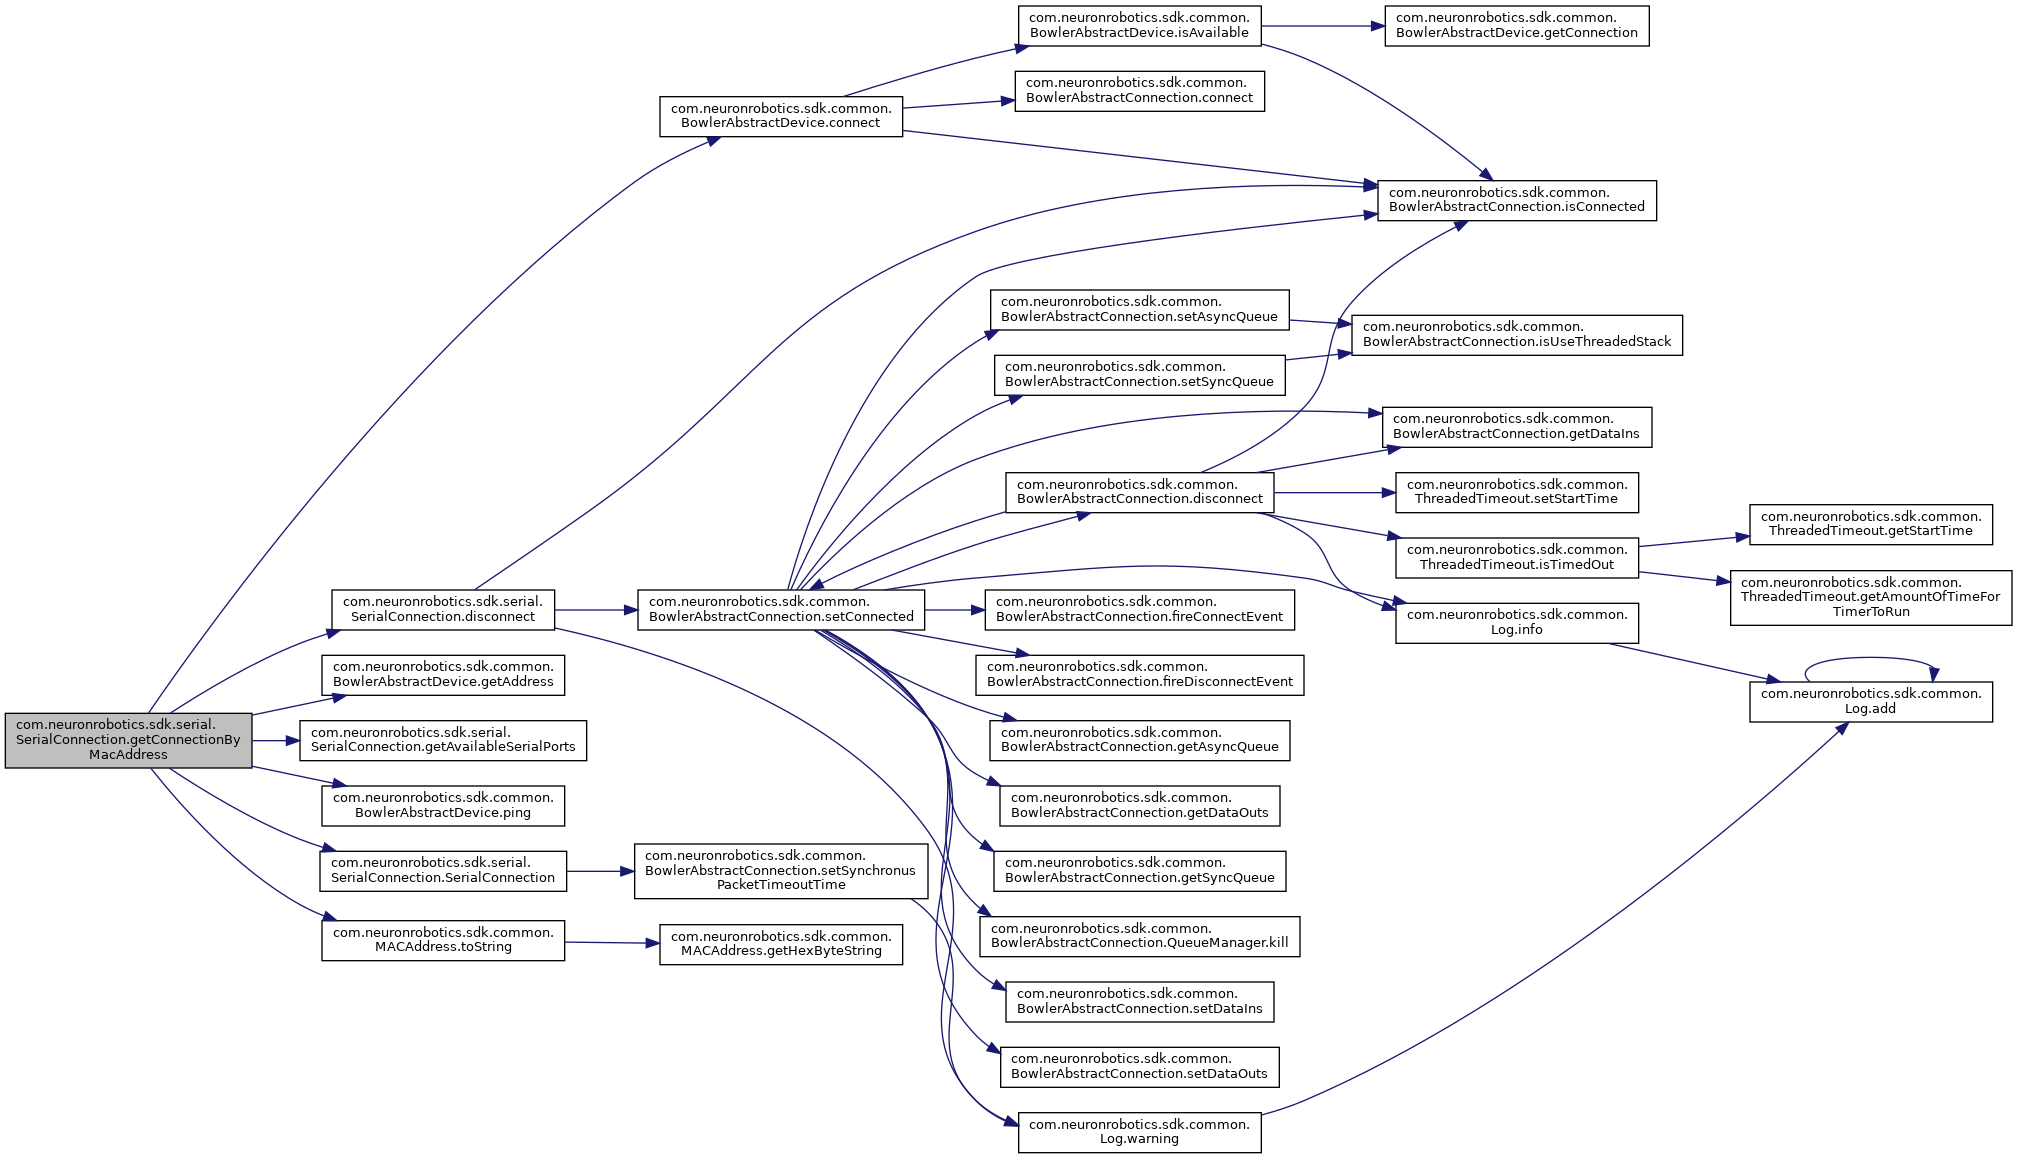 com.neuronrobotics.sdk.serial.
SerialConnection.getConnectionBy
MacAddress
com.neuronrobotics.sdk.common.
BowlerAbstractDevice.connect
com.neuronrobotics.sdk.common.
BowlerAbstractDevice.isAvailable
com.neuronrobotics.sdk.common.
BowlerAbstractDevice.getConnection
com.neuronrobotics.sdk.common.
BowlerAbstractConnection.connect
com.neuronrobotics.sdk.common.
BowlerAbstractConnection.isConnected
com.neuronrobotics.sdk.serial.
SerialConnection.disconnect
com.neuronrobotics.sdk.common.
BowlerAbstractConnection.setConnected
com.neuronrobotics.sdk.common.
BowlerAbstractConnection.setAsyncQueue
com.neuronrobotics.sdk.common.
BowlerAbstractConnection.isUseThreadedStack
com.neuronrobotics.sdk.common.
BowlerAbstractConnection.setSyncQueue
com.neuronrobotics.sdk.common.
BowlerAbstractConnection.getDataIns
com.neuronrobotics.sdk.common.
BowlerAbstractConnection.disconnect
com.neuronrobotics.sdk.common.
ThreadedTimeout.setStartTime
com.neuronrobotics.sdk.common.
ThreadedTimeout.isTimedOut
com.neuronrobotics.sdk.common.
ThreadedTimeout.getStartTime
com.neuronrobotics.sdk.common.
ThreadedTimeout.getAmountOfTimeFor
TimerToRun
com.neuronrobotics.sdk.common.
Log.info
com.neuronrobotics.sdk.common.
Log.add
com.neuronrobotics.sdk.common.
BowlerAbstractConnection.fireConnectEvent
com.neuronrobotics.sdk.common.
BowlerAbstractConnection.fireDisconnectEvent
com.neuronrobotics.sdk.common.
BowlerAbstractConnection.getAsyncQueue
com.neuronrobotics.sdk.common.
BowlerAbstractConnection.getDataOuts
com.neuronrobotics.sdk.common.
BowlerAbstractConnection.getSyncQueue
com.neuronrobotics.sdk.common.
BowlerAbstractConnection.QueueManager.kill
com.neuronrobotics.sdk.common.
BowlerAbstractConnection.setDataIns
com.neuronrobotics.sdk.common.
BowlerAbstractConnection.setDataOuts
com.neuronrobotics.sdk.common.
Log.warning
com.neuronrobotics.sdk.common.
BowlerAbstractDevice.getAddress
com.neuronrobotics.sdk.serial.
SerialConnection.getAvailableSerialPorts
com.neuronrobotics.sdk.common.
BowlerAbstractDevice.ping
com.neuronrobotics.sdk.serial.
SerialConnection.SerialConnection
com.neuronrobotics.sdk.common.
BowlerAbstractConnection.setSynchronus
PacketTimeoutTime
com.neuronrobotics.sdk.common.
MACAddress.toString
com.neuronrobotics.sdk.common.
MACAddress.getHexByteString